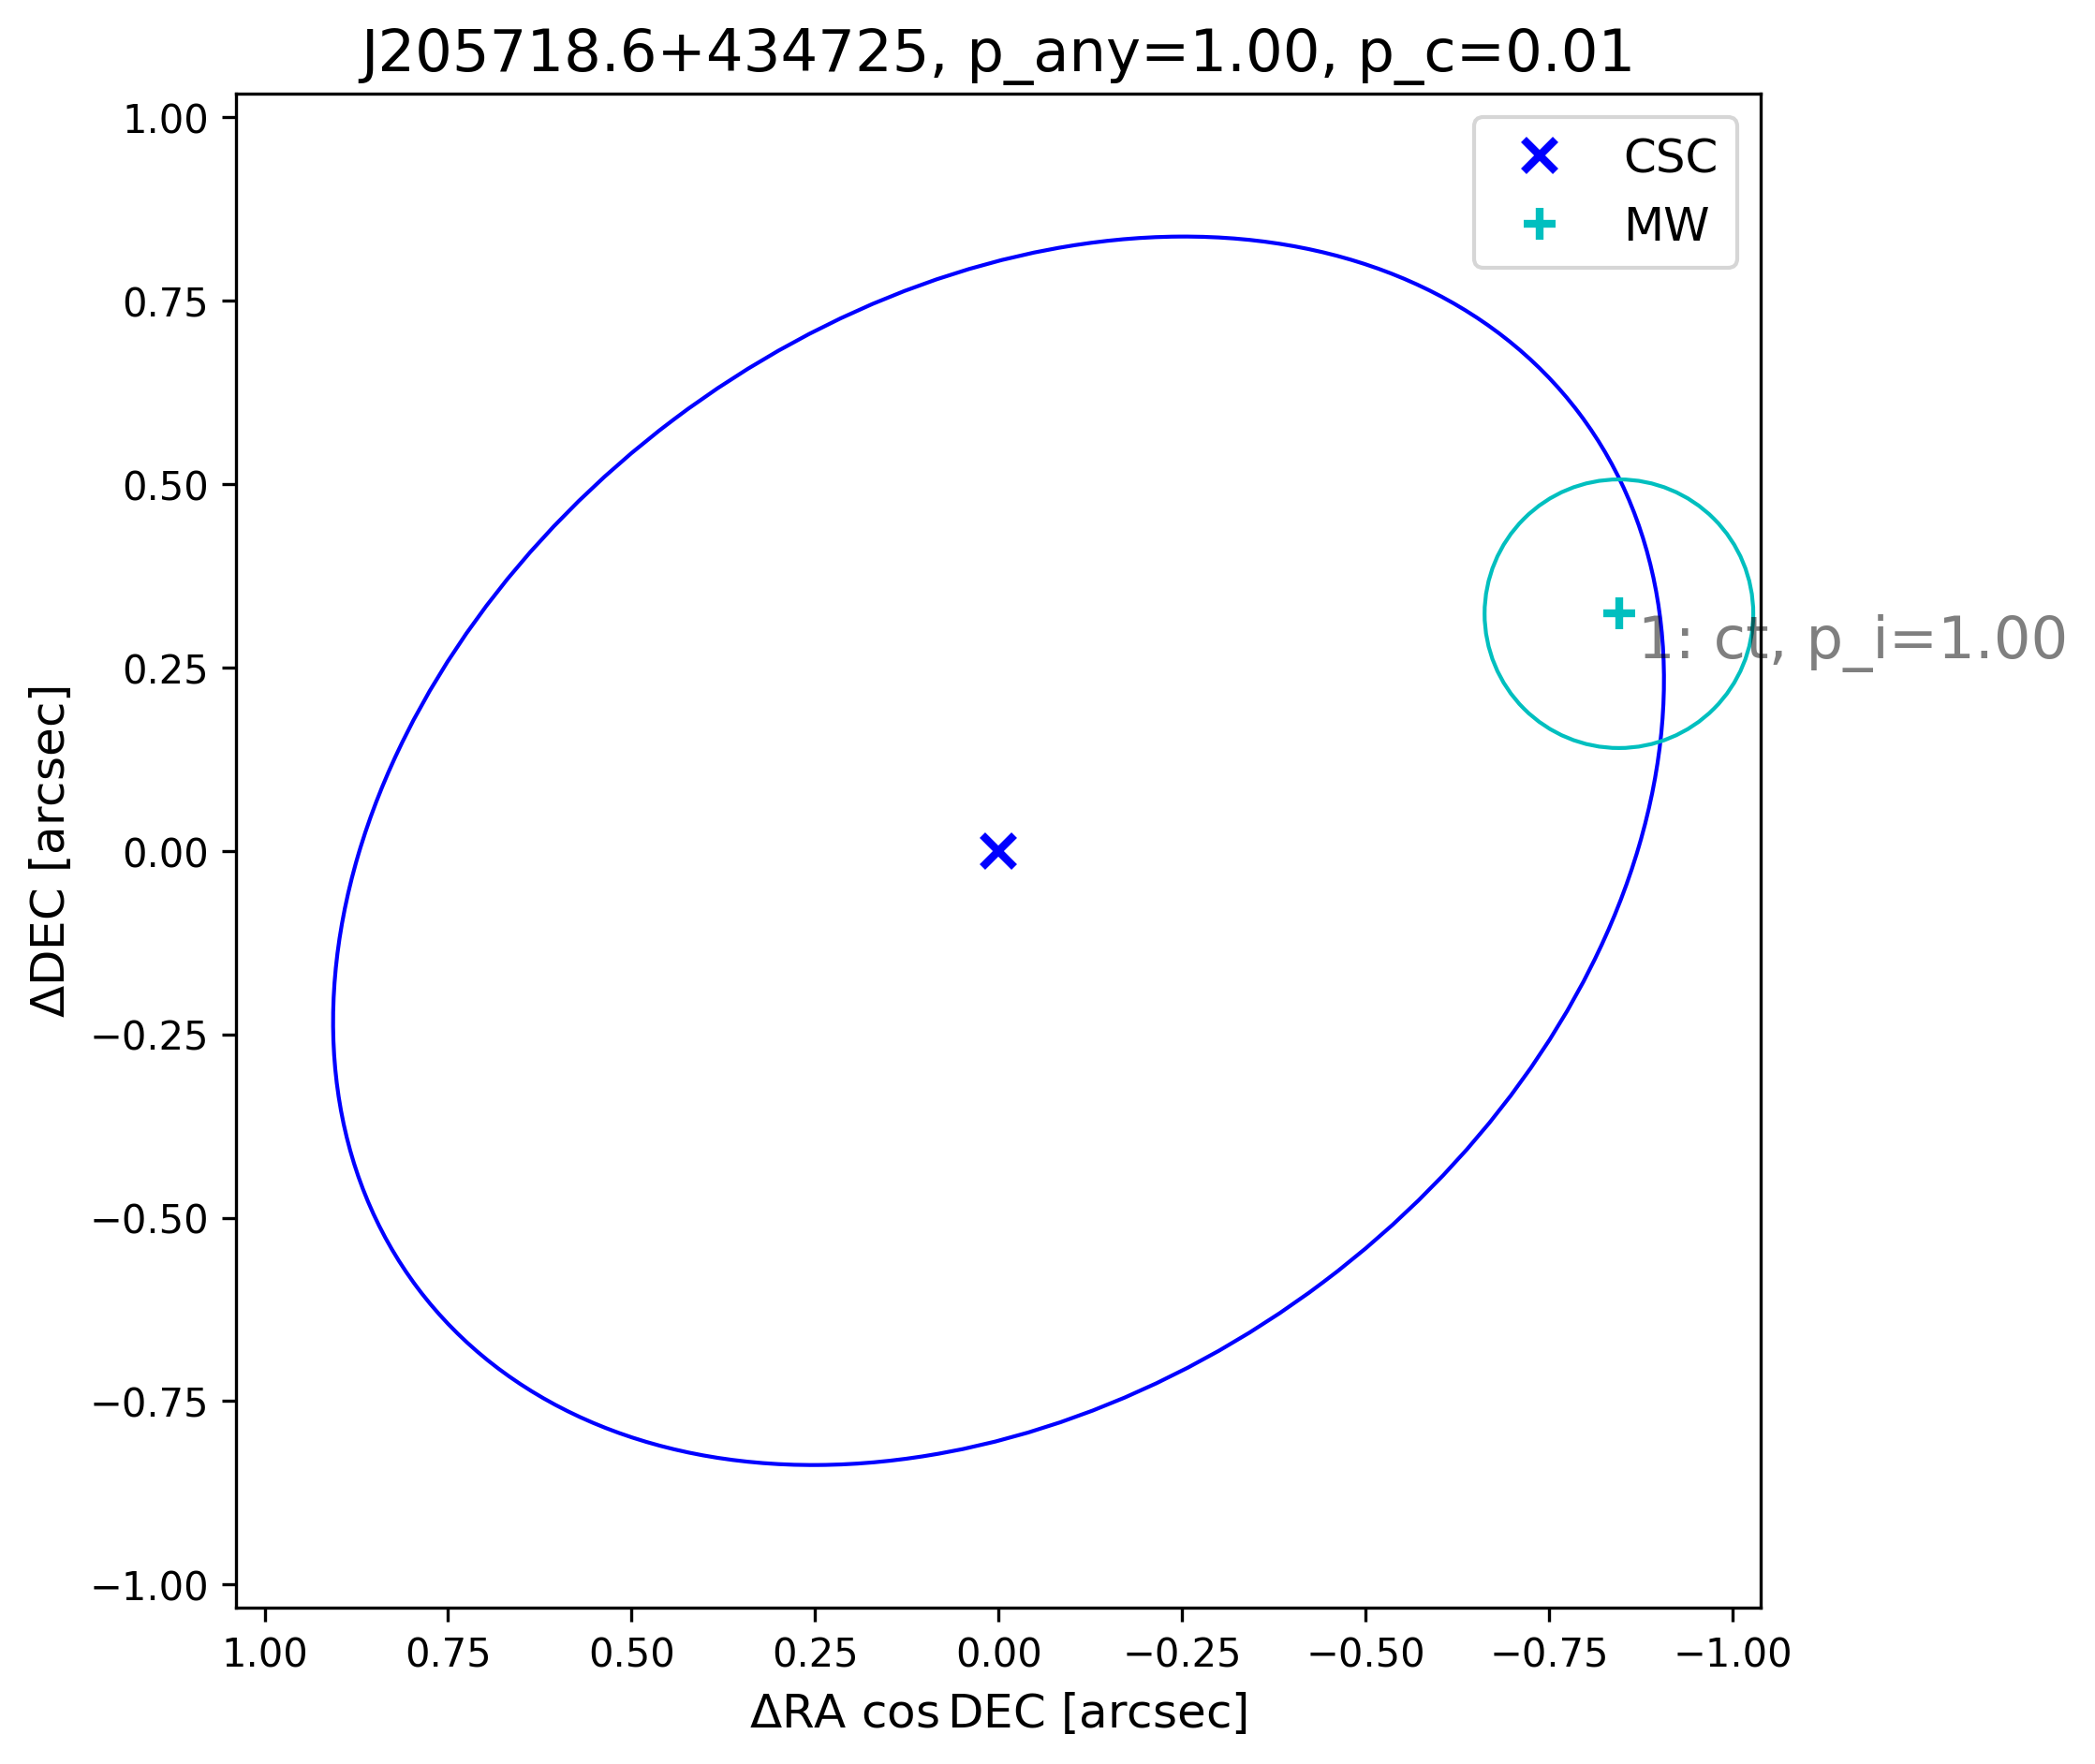 J205718.6+434725, p_any=1.00, p_c=0.01
CSC
MW
1: ct, p_i=1.00
1.00
0.75
0.50
0.25
0.00
−0.25
−0.50
−0.75
−1.00
ΔDEC [arcsec]
1.00 0.75 0.50 0.25 0.00 −0.25 −0.50 −0.75 −1.00
ΔRA cos DEC [arcsec]